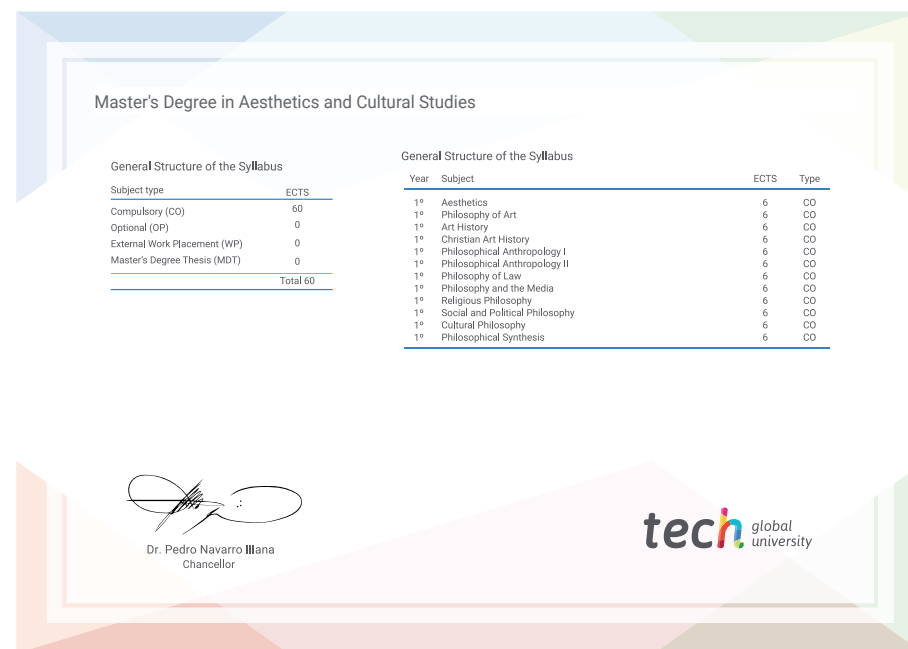 Master's Degree in Aesthetics and Cultural Studies
General Structure of the Syllabus
Subject type ECTS
Compulsory (CO) 60
Optional (OP) 0
External Work Placement (WP) 0
Master's Degree Thesis (MDT) 0
Total 60
General Structure of the Syllabus
Year Subject ECTS Type
1º Aesthetics 6 CO
1º Philosophy of Art 6 CO
1º Art History 6 CO
1º Christian Art History 6 CO
1º Philosophical Anthropology I 6 CO
1º Philosophical Anthropology II 6 CO
1º Philosophy of Law 6 CO
1º Philosophy and the Media 6 CO
1º Religious Philosophy 6 CO
1º Social and Political Philosophy 6 CO
1º Cultural Philosophy 6 CO
1º Philosophical Synthesis 6 CO
Dr. Pedro Navarro Illana
Chancellor
tech global
university